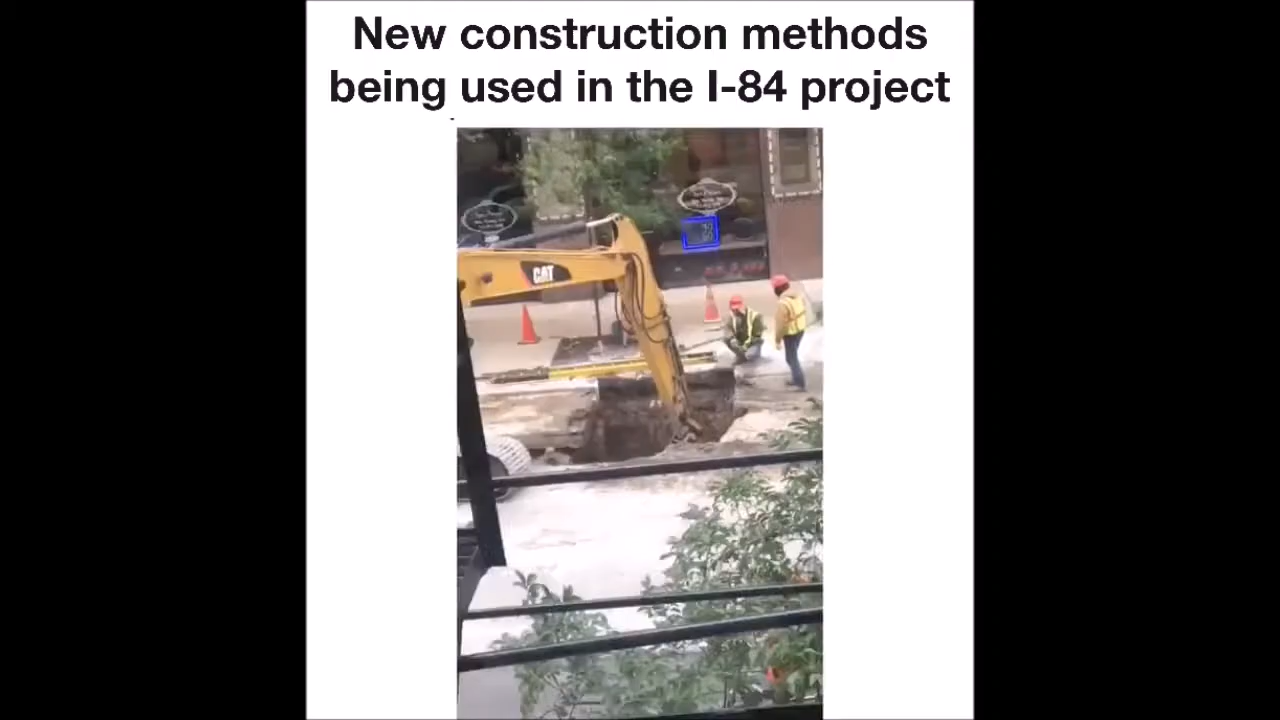 New construction methods
being used in the I-84 project
CAT